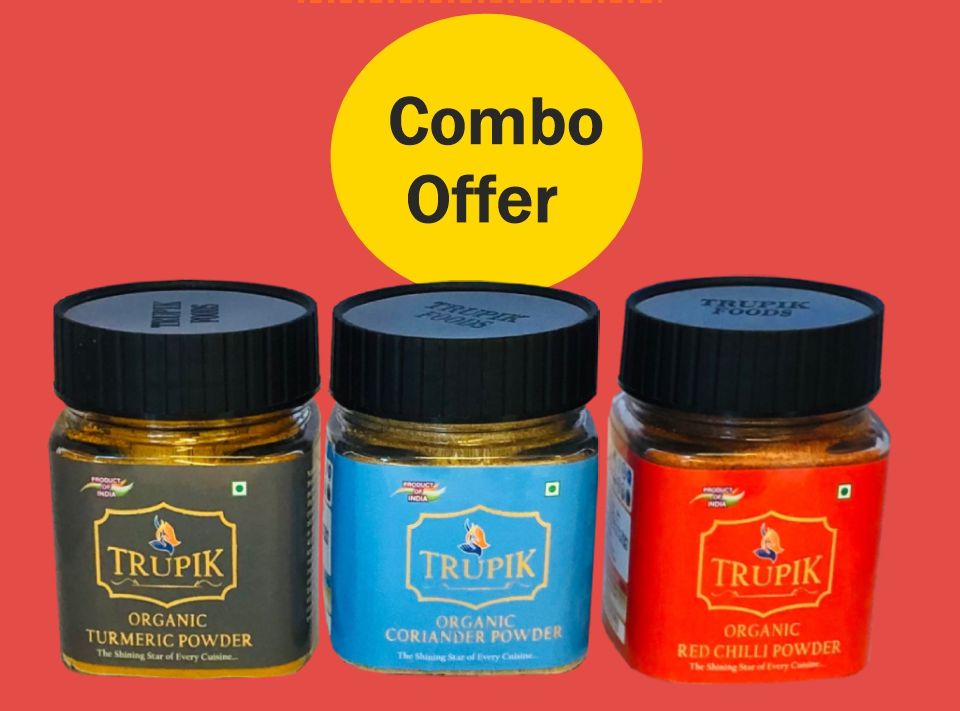 Combo
Offer
TRUPIK
FOODS
TRUPIK
FOODS
TRUPIK
FOODS
PRODUCT
OF
INDIA
TRUPIK
ORGANIC
TURMERIC POWDER
The Shining Star of Every Cuisine...
PRODUCT
OF
INDIA
TRUPIK
ORGANIC
CORIANDER POWDER
The Shining Star of Every Cuisine...
PRODUCT
OF
INDIA
TRUPIK
ORGANIC
RED CHILLI POWDER
The Shining Star of Every Cuisine...